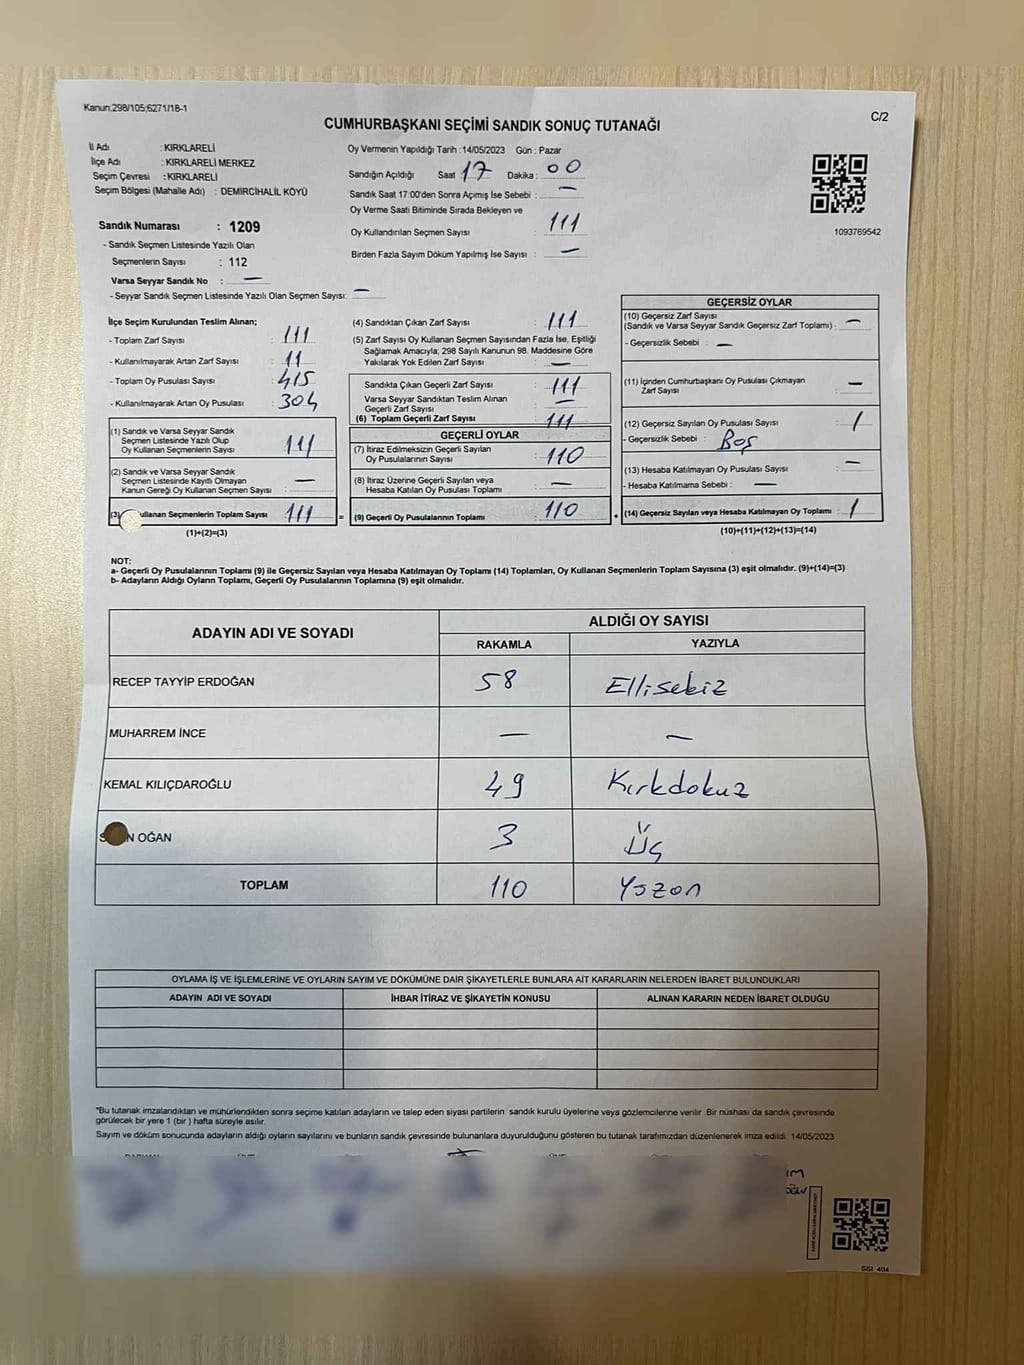 Kanun:298/105;6271/18-1
C/2
CUMHURBAŞKANI SEÇİMİ SANDIK SONUÇ TUTANAĞI
İl Adı : KIRKLARELİ
İlçe Adı : KIRKLARELİ MERKEZ
Seçim Çevresi : KIRKLARELİ
Seçim Bölgesi (Mahalle Adı) : DEMİRCİHALİL KÖYÜ
Sandık Numarası : 1209
- Sandık Seçmen Listesinde Yazılı Olan
Seçmenlerin Sayısı : 112
Varsa Seyyar Sandık No : —
- Seyyar Sandık Seçmen Listesinde Yazılı Olan Seçmen Sayısı: —
Oy Vermenin Yapıldığı Tarih : 14/05/2023 Gün : Pazar
Sandığın Açıldığı Saat 17 Dakika : 00
Sandık Saat 17:00'den Sonra Açımış İse Sebebi : —
Oy Verme Saati Bitiminde Sırada Bekleyen ve
Oy Kullandırılan Seçmen Sayısı : 111
Birden Fazla Sayım Döküm Yapılmış İse Sayısı : —
1093769542
İlçe Seçim Kurulundan Teslim Alınan;
- Toplam Zarf Sayısı : 111
- Kullanılmayarak Artan Zarf Sayısı : 11
- Toplam Oy Pusulası Sayısı : 415
- Kullanılmayarak Artan Oy Pusulası : 304
(1) Sandık ve Varsa Seyyar Sandık
Seçmen Listesinde Yazılı Olup
Oy Kullanan Seçmenlerin Sayısı : 111
(2) Sandık ve Varsa Seyyar Sandık
Seçmen Listesinde Kayıtlı Olmayan
Kanun Gereği Oy Kullanan Seçmen Sayısı : —
(3) ullanan Seçmenlerin Toplam Sayısı : 111 =
(1)+(2)=(3)
(4) Sandıktan Çıkan Zarf Sayısı : 111
(5) Zarf Sayısı Oy Kullanan Seçmen Sayısından Fazla İse, Eşitliği
Sağlamak Amacıyla; 298 Sayılı Kanunun 98. Maddesine Göre
Yakılarak Yok Edilen Zarf Sayısı : —
Sandıkta Çıkan Geçerli Zarf Sayısı : 111
Varsa Seyyar Sandıktan Teslim Alınan
Geçerli Zarf Sayısı : —
(6) Toplam Geçerli Zarf Sayısı : 111
GEÇERLİ OYLAR
(7) İtiraz Edilmeksizin Geçerli Sayılan
Oy Pusulalarının Sayısı : 110
(8) İtiraz Üzerine Geçerli Sayılan veya
Hesaba Katılan Oy Pusulası Toplamı : —
(9) Geçerli Oy Pusulalarının Toplamı : 110 +
GEÇERSİZ OYLAR
(10) Geçersiz Zarf Sayısı
(Sandık ve Varsa Seyyar Sandık Geçersiz Zarf Toplamı) : —
- Geçersizlik Sebebi : —
(11) İçinden Cumhurbaşkanı Oy Pusulası Çıkmayan
Zarf Sayısı : —
(12) Geçersiz Sayılan Oy Pusulası Sayısı : 1
- Geçersizlik Sebebi : Boş
(13) Hesaba Katılmayan Oy Pusulası Sayısı : —
- Hesaba Katılmama Sebebi : —
(14) Geçersiz Sayılan veya Hesaba Katılmayan Oy Toplamı : 1
(10)+(11)+(12)+(13)=(14)
NOT:
a- Geçerli Oy Pusulalarının Toplamı (9) ile Geçersiz Sayılan veya Hesaba Katılmayan Oy Toplamı (14) Toplamları, Oy Kullanan Seçmenlerin Toplam Sayısına (3) eşit olmalıdır. (9)+(14)=(3)
b- Adayların Aldığı Oyların Toplamı, Geçerli Oy Pusulalarının Toplamına (9) eşit olmalıdır.
ADAYIN ADI VE SOYADI
ALDIĞI OY SAYISI
RAKAMLA YAZIYLA
RECEP TAYYİP ERDOĞAN 58 Ellisekiz
MUHARREM İNCE — —
KEMAL KILIÇDAROĞLU 49 Kırkdokuz
S N OĞAN 3 Üç
TOPLAM 110 Yüzon
OYLAMA İŞ VE İŞLEMLERİNE VE OYLARIN SAYIM VE DÖKÜMÜNE DAİR ŞİKAYETLERLE BUNLARA AİT KARARLARIN NELERDEN İBARET BULUNDUKLARI
ADAYIN ADI VE SOYADI İHBAR İTİRAZ VE ŞİKAYETİN KONUSU ALINAN KARARIN NEDEN İBARET OLDUĞU
*Bu tutanak imzalandıktan ve mühürlendikten sonra seçime katılan adayların ve talep eden siyasi partilerin sandık kurulu üyelerine veya gözlemcilerine verilir .Bir nüshası da sandık çevresinde
görülecek bir yere 1 (bir ) hafta süreyle asılır.
Sayım ve döküm sonucunda adayların aldığı oyların sayılarını ve bunların sandık çevresinde bulunanlara duyurulduğunu gösteren bu tutanak tarafımızdan düzenlenerek imza edildi. 14/05/2023
SSI 404